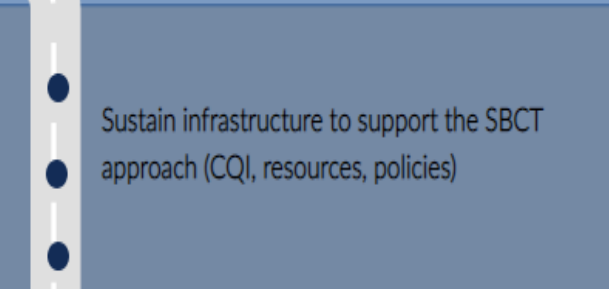 Sustain infrastructure to support the SBCT
approach (CQI, resources, policies)